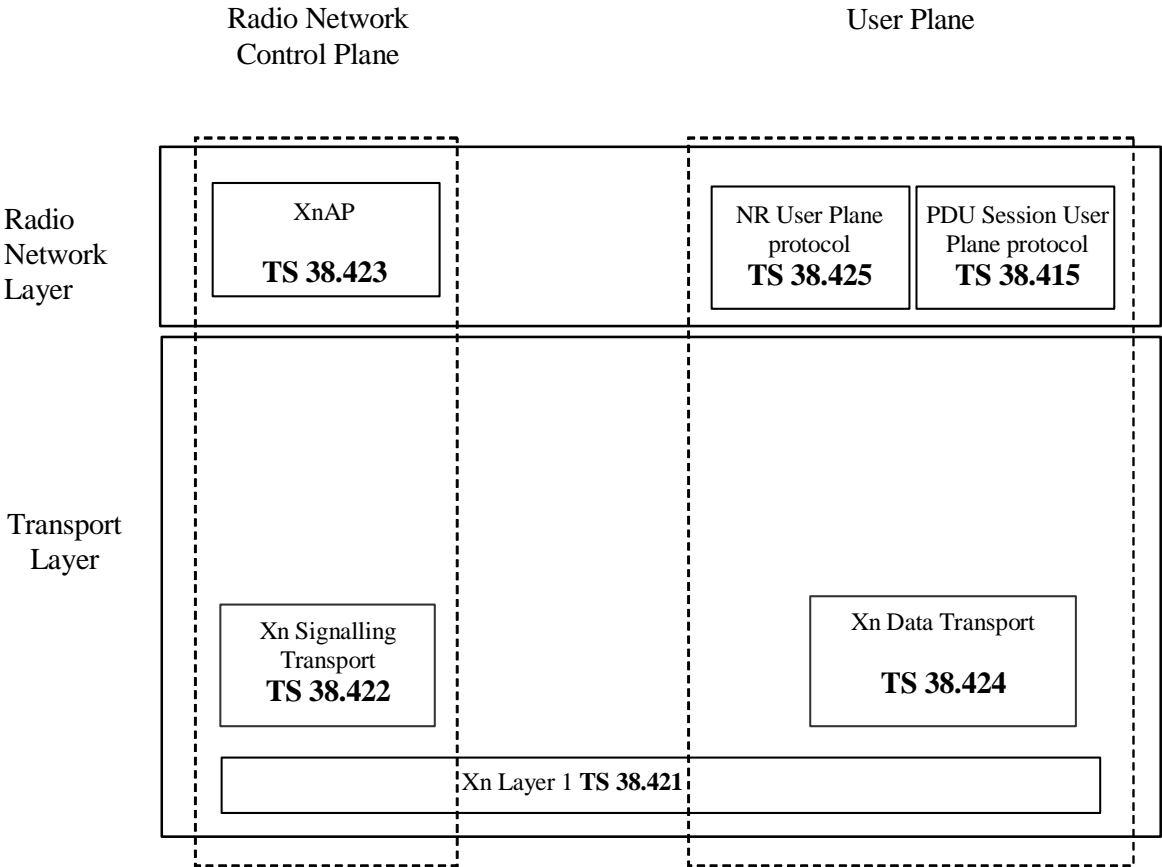 Radio Network
Control Plane
User Plane
Radio
Network
Layer
XnAP
TS 38.423
NR User Plane
protocol
TS 38.425
PDU Session User
Plane protocol
TS 38.415
Transport
Layer
Xn Signalling
Transport
TS 38.422
Xn Data Transport
TS 38.424
Xn Layer 1 TS 38.421